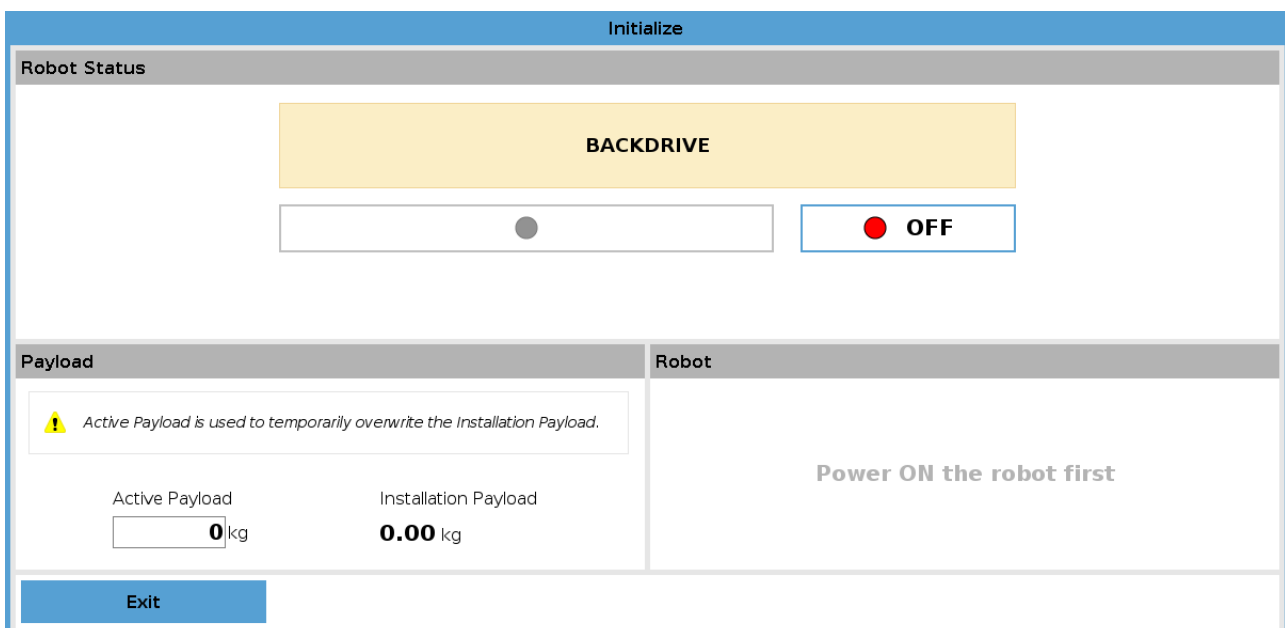 Initialize
Robot Status
BACKDRIVE
OFF
Payload
Active Payload is used to temporarily overwrite the Installation Payload.
Active Payload
0 kg
Installation Payload
0.00 kg
Robot
Power ON the robot first
Exit